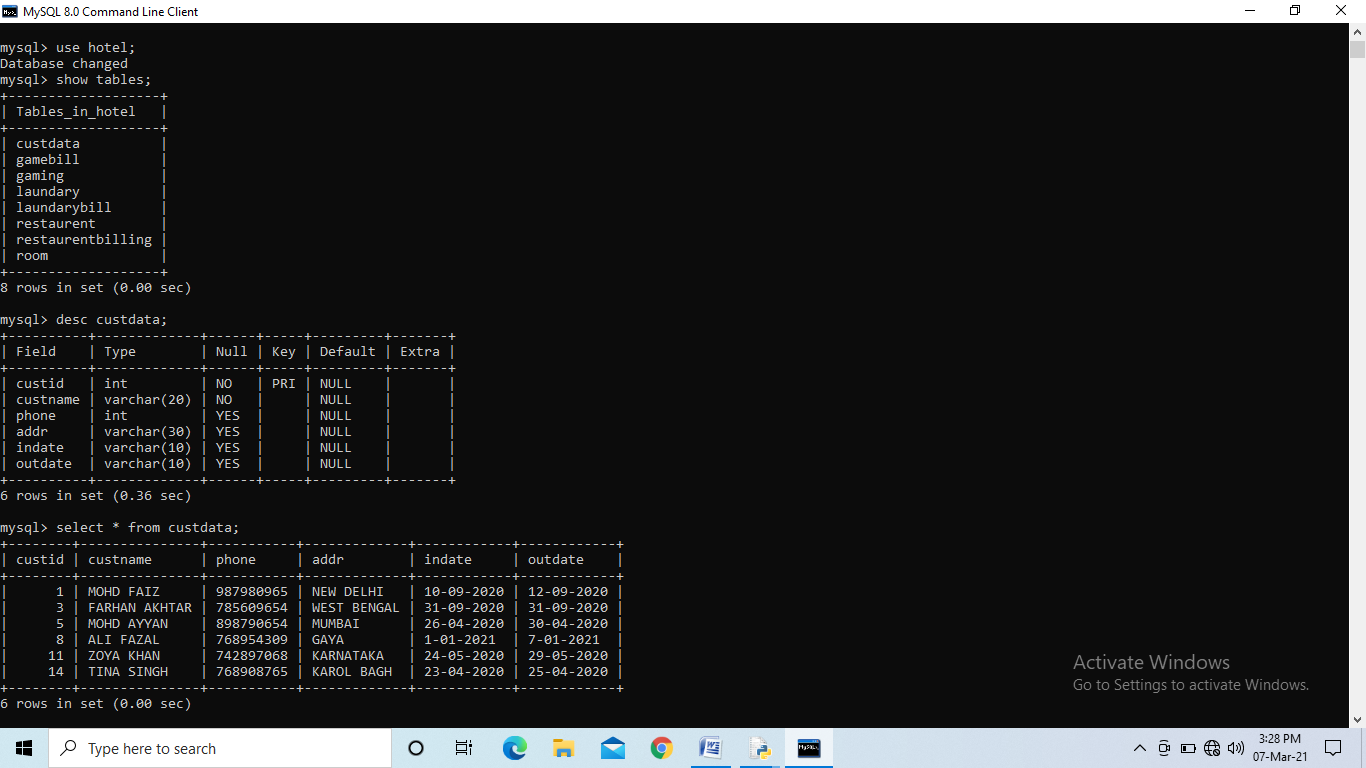 MySQL 8.0 Command Line Client
mysql> use hotel;
Database changed
mysql> show tables;
+-------------------+
| Tables_in_hotel   |
+-------------------+
| custdata          |
| gamebill          |
| gaming            |
| laundary          |
| laundarybill      |
| restaurent        |
| restaurentbilling |
| room              |
+-------------------+
8 rows in set (0.00 sec)
mysql> desc custdata;
+----------+-------------+------+-----+---------+-------+
| Field    | Type        | Null | Key | Default | Extra |
+----------+-------------+------+-----+---------+-------+
| custid   | int         | NO   | PRI | NULL    |       |
| custname | varchar(20) | NO   |     | NULL    |       |
| phone    | int         | YES  |     | NULL    |       |
| addr     | varchar(30) | YES  |     | NULL    |       |
| indate   | varchar(10) | YES  |     | NULL    |       |
| outdate  | varchar(10) | YES  |     | NULL    |       |
+----------+-------------+------+-----+---------+-------+
6 rows in set (0.36 sec)
mysql> select * from custdata;
+--------+---------------+-----------+-------------+------------+------------+
| custid | custname      | phone     | addr        | indate     | outdate    |
+--------+---------------+-----------+-------------+------------+------------+
|      1 | MOHD FAIZ     | 987980965 | NEW DELHI   | 10-09-2020 | 12-09-2020 |
|      3 | FARHAN AKHTAR | 785609654 | WEST BENGAL | 31-09-2020 | 31-09-2020 |
|      5 | MOHD AYYAN    | 898790654 | MUMBAI      | 26-04-2020 | 30-04-2020 |
|      8 | ALI FAZAL     | 768954309 | GAYA        | 1-01-2021  | 7-01-2021  |
|     11 | ZOYA KHAN     | 742897068 | KARNATAKA   | 24-05-2020 | 29-05-2020 |
|     14 | TINA SINGH    | 768908765 | KAROL BAGH  | 23-04-2020 | 25-04-2020 |
+--------+---------------+-----------+-------------+------------+------------+
6 rows in set (0.00 sec)
Activate Windows
Go to Settings to activate Windows.
Type here to search
3:28 PM
07-Mar-21